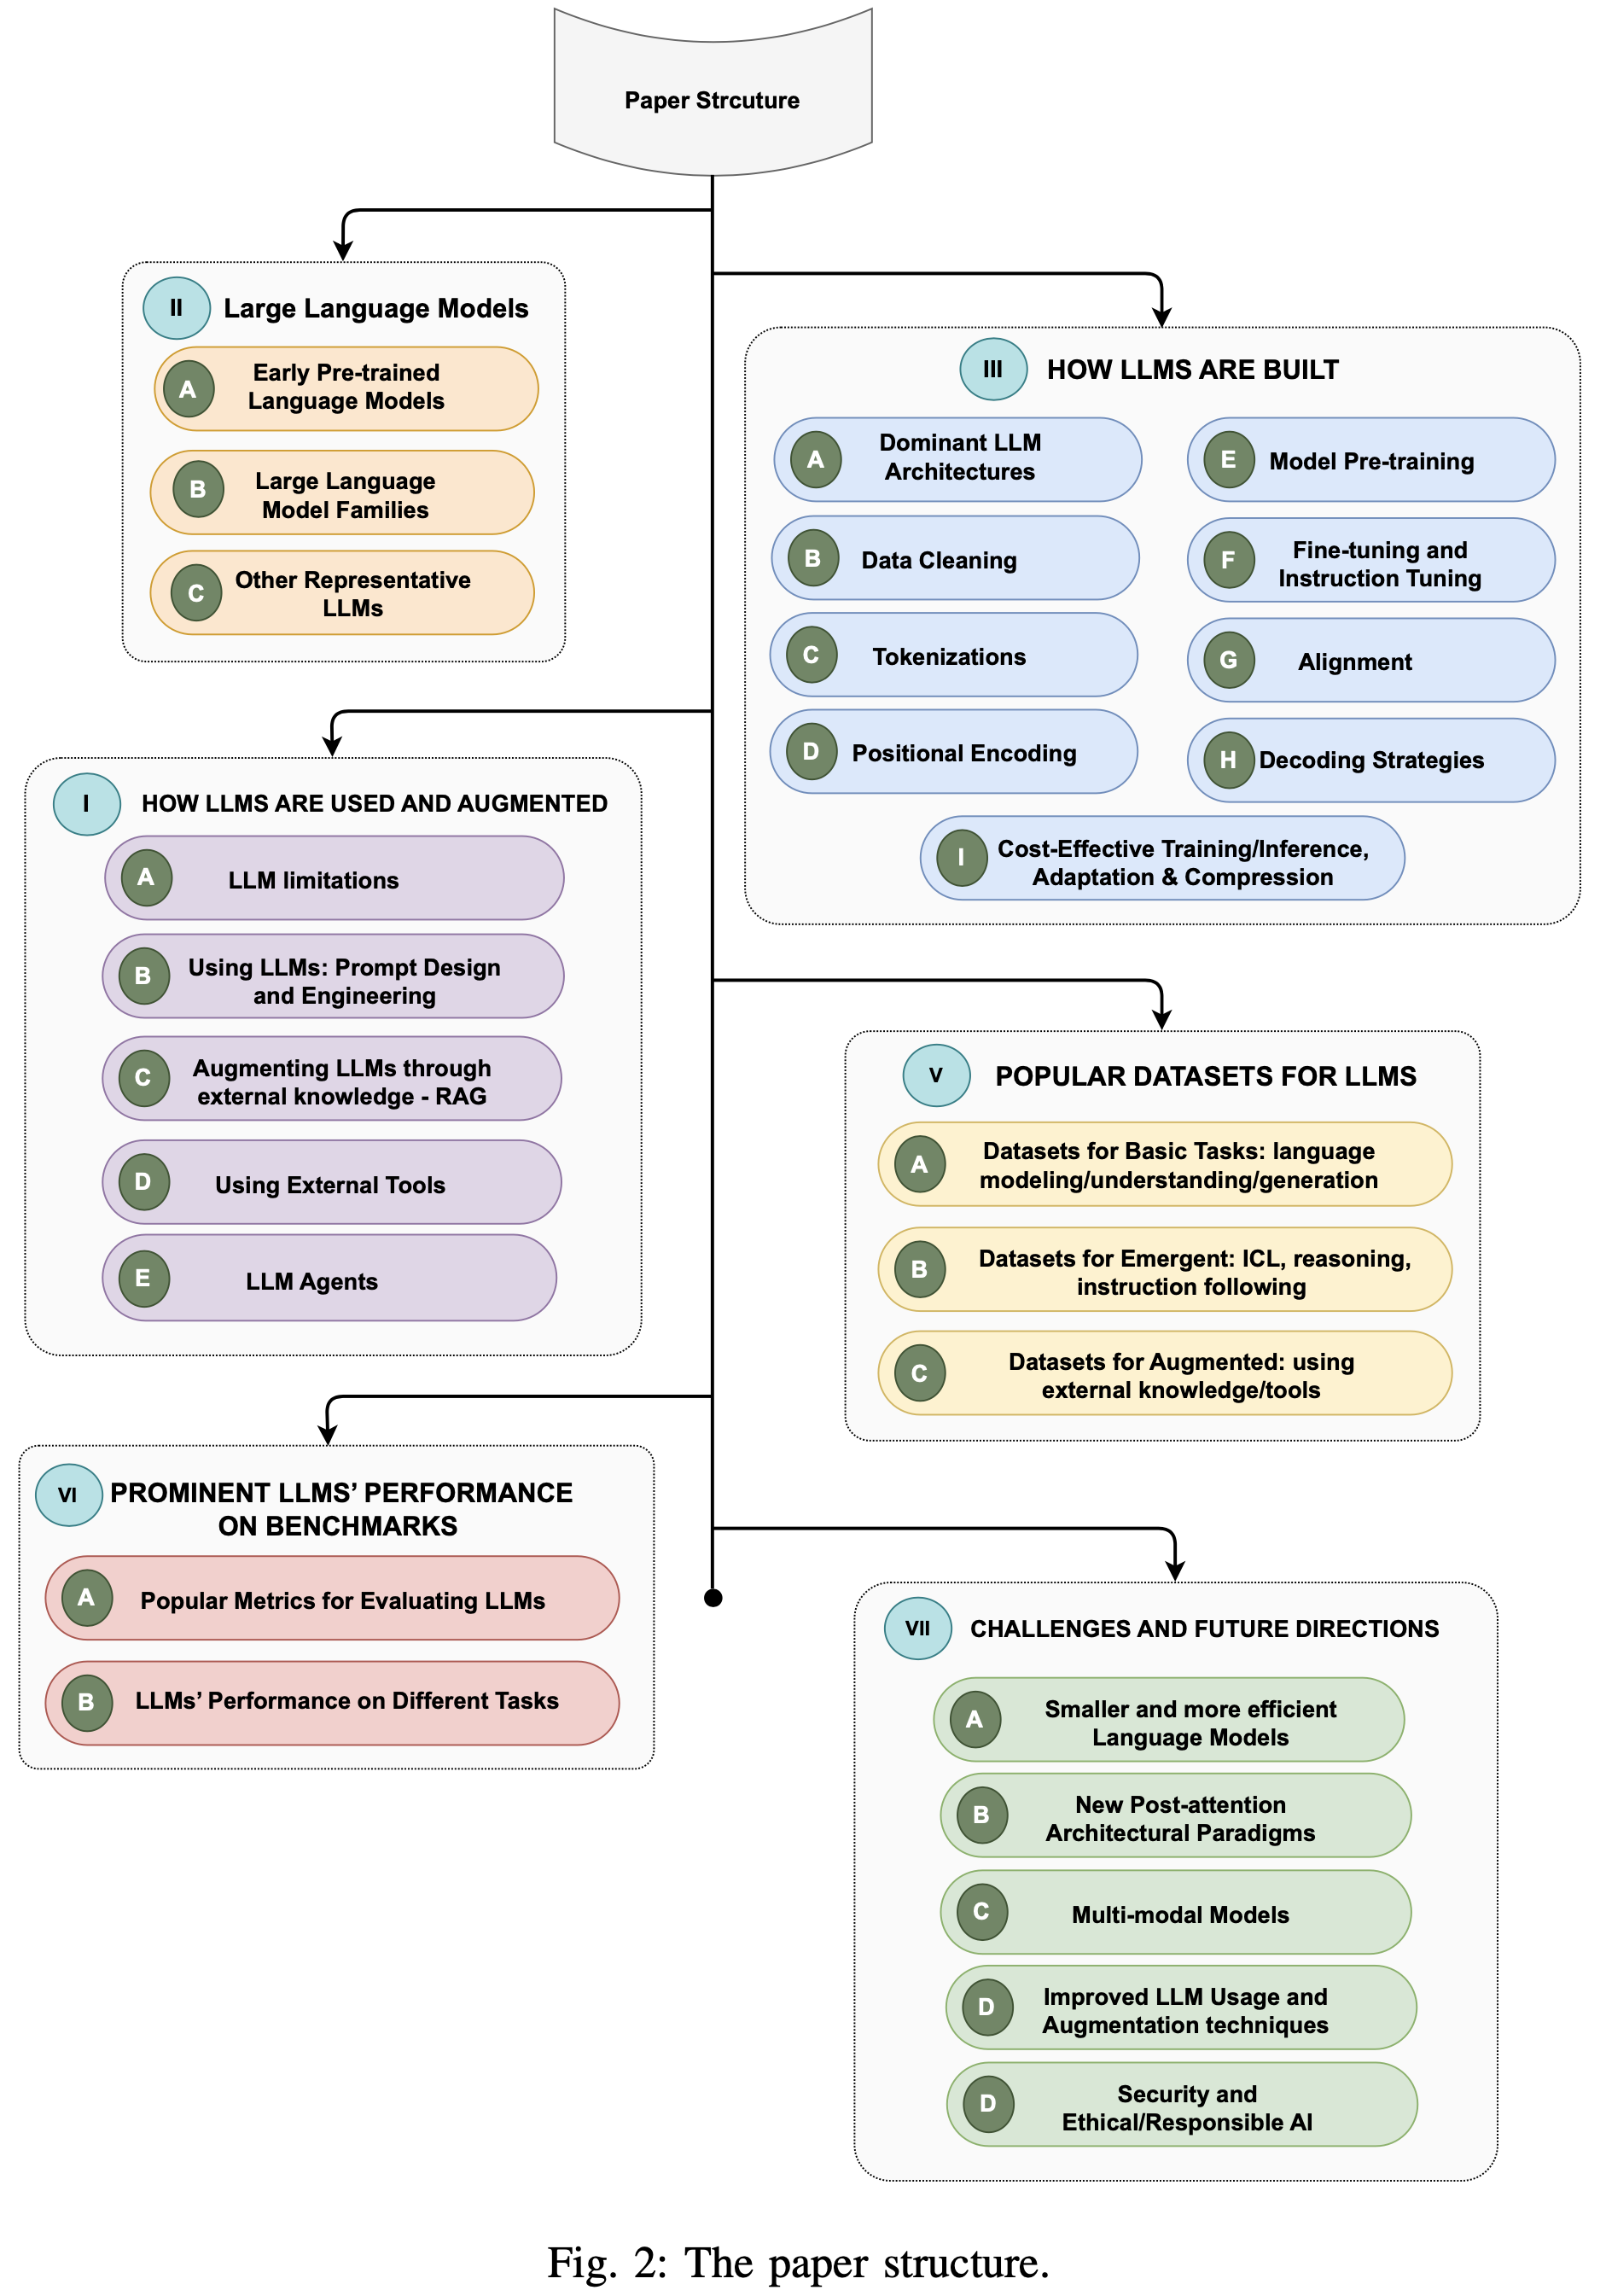 Paper Strcuture
II
Large Language Models
A
Early Pre-trained
Language Models
B
Large Language
Model Families
C
Other Representative
LLMs
III
HOW LLMS ARE BUILT
A
Dominant LLM
Architectures
B
Data Cleaning
C
Tokenizations
D
Positional Encoding
E
Model Pre-training
F
Fine-tuning and
Instruction Tuning
G
Alignment
H
Decoding Strategies
I
Cost-Effective Training/Inference,
Adaptation & Compression
I
HOW LLMS ARE USED AND AUGMENTED
A
LLM limitations
B
Using LLMs: Prompt Design
and Engineering
C
Augmenting LLMs through
external knowledge - RAG
D
Using External Tools
E
LLM Agents
V
POPULAR DATASETS FOR LLMS
A
Datasets for Basic Tasks: language
modeling/understanding/generation
B
Datasets for Emergent: ICL, reasoning,
instruction following
C
Datasets for Augmented: using
external knowledge/tools
VI
PROMINENT LLMS’ PERFORMANCE
ON BENCHMARKS
A
Popular Metrics for Evaluating LLMs
B
LLMs’ Performance on Different Tasks
VII
CHALLENGES AND FUTURE DIRECTIONS
A
Smaller and more efficient
Language Models
B
New Post-attention
Architectural Paradigms
C
Multi-modal Models
D
Improved LLM Usage and
Augmentation techniques
D
Security and
Ethical/Responsible AI
Fig. 2: The paper structure.